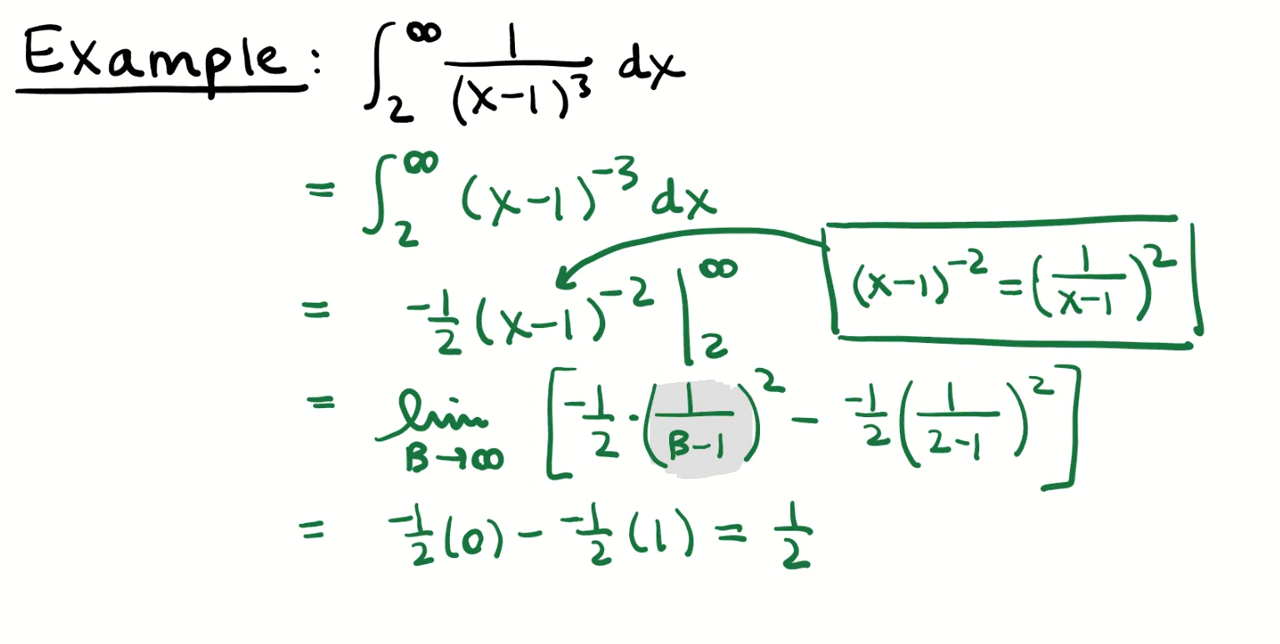 Example: ∫₂^∞ 1/(x-1)³ dx
= ∫₂^∞ (x-1)⁻³ dx
= -1/2 (x-1)⁻² |₂^∞
(x-1)⁻² = (1/(x-1))²
= lim B→∞ [-1/2 · (1/(B-1))² - -1/2 (1/(2-1))²]
= -1/2 (0) - -1/2 (1) = 1/2